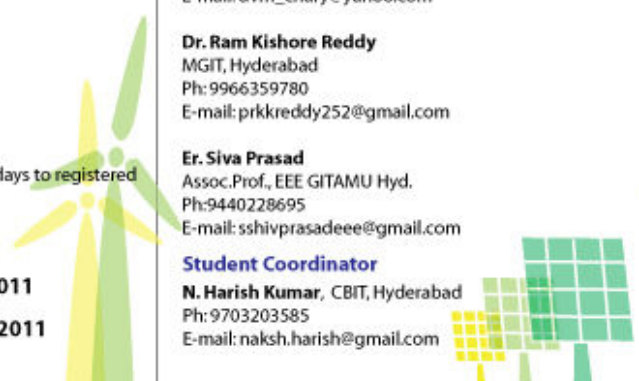 Dr. Ram Kishore Reddy
MGIT, Hyderabad
Ph: 9966359780
E-mail: prkkreddy252@gmail.com
Er. Siva Prasad
Assoc.Prof., EEE GITAMU Hyd.
Ph:9440228695
E-mail: sshivprasadeee@gmail.com
Student Coordinator
N. Harish Kumar, CBIT, Hyderabad
Ph: 9703203585
E-mail: naksh.harish@gmail.com
days to registered
011
2011